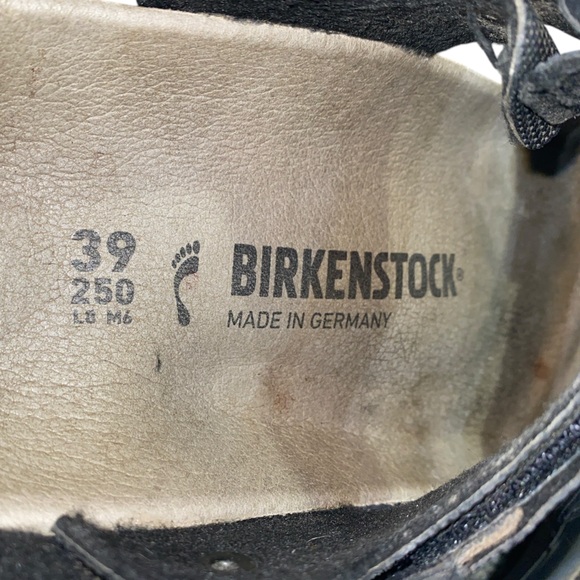 39
250
L8 M6
BIRKENSTOCK®
MADE IN GERMANY